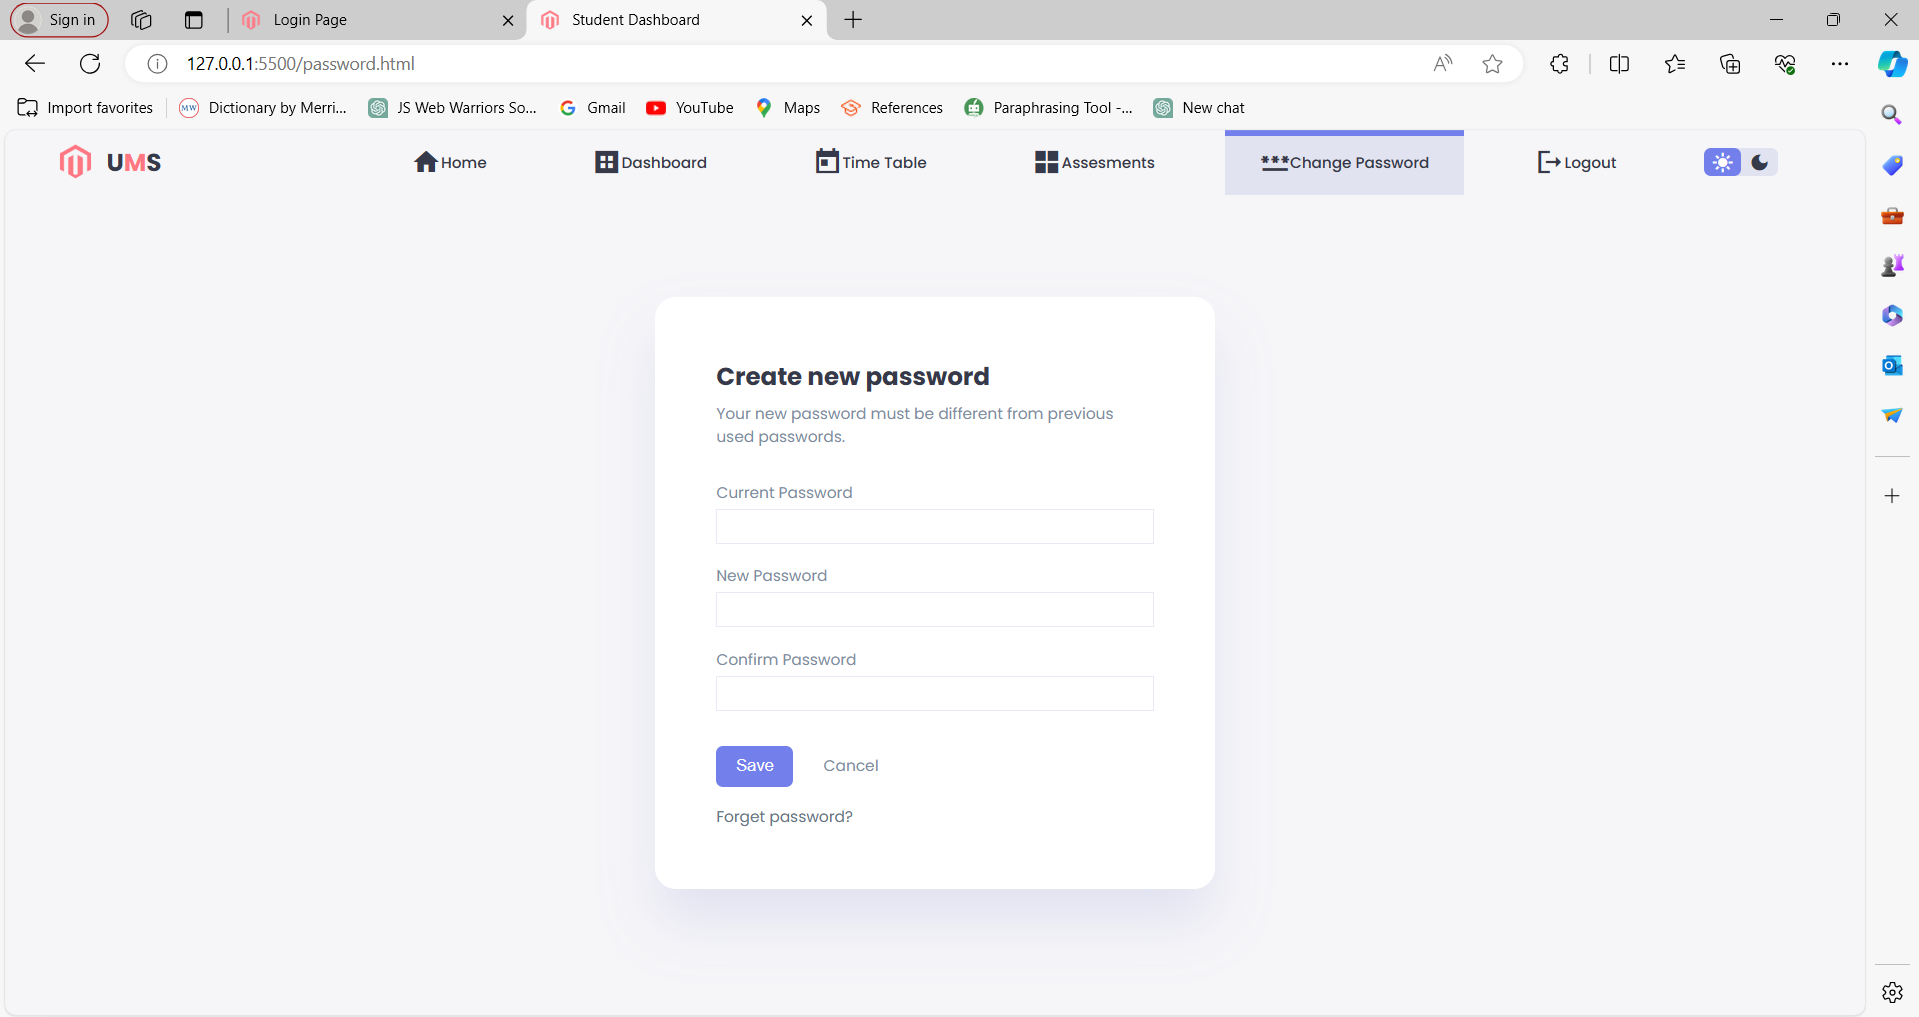 Sign in
Login Page
Student Dashboard
127.0.0.1:5500/password.html
Import favorites
Dictionary by Merri...
JS Web Warriors So...
Gmail
YouTube
Maps
References
Paraphrasing Tool -...
New chat
UMS
Home
Dashboard
Time Table
Assesments
***Change Password
Logout
Create new password
Your new password must be different from previous
used passwords.
Current Password
New Password
Confirm Password
Save
Cancel
Forget password?